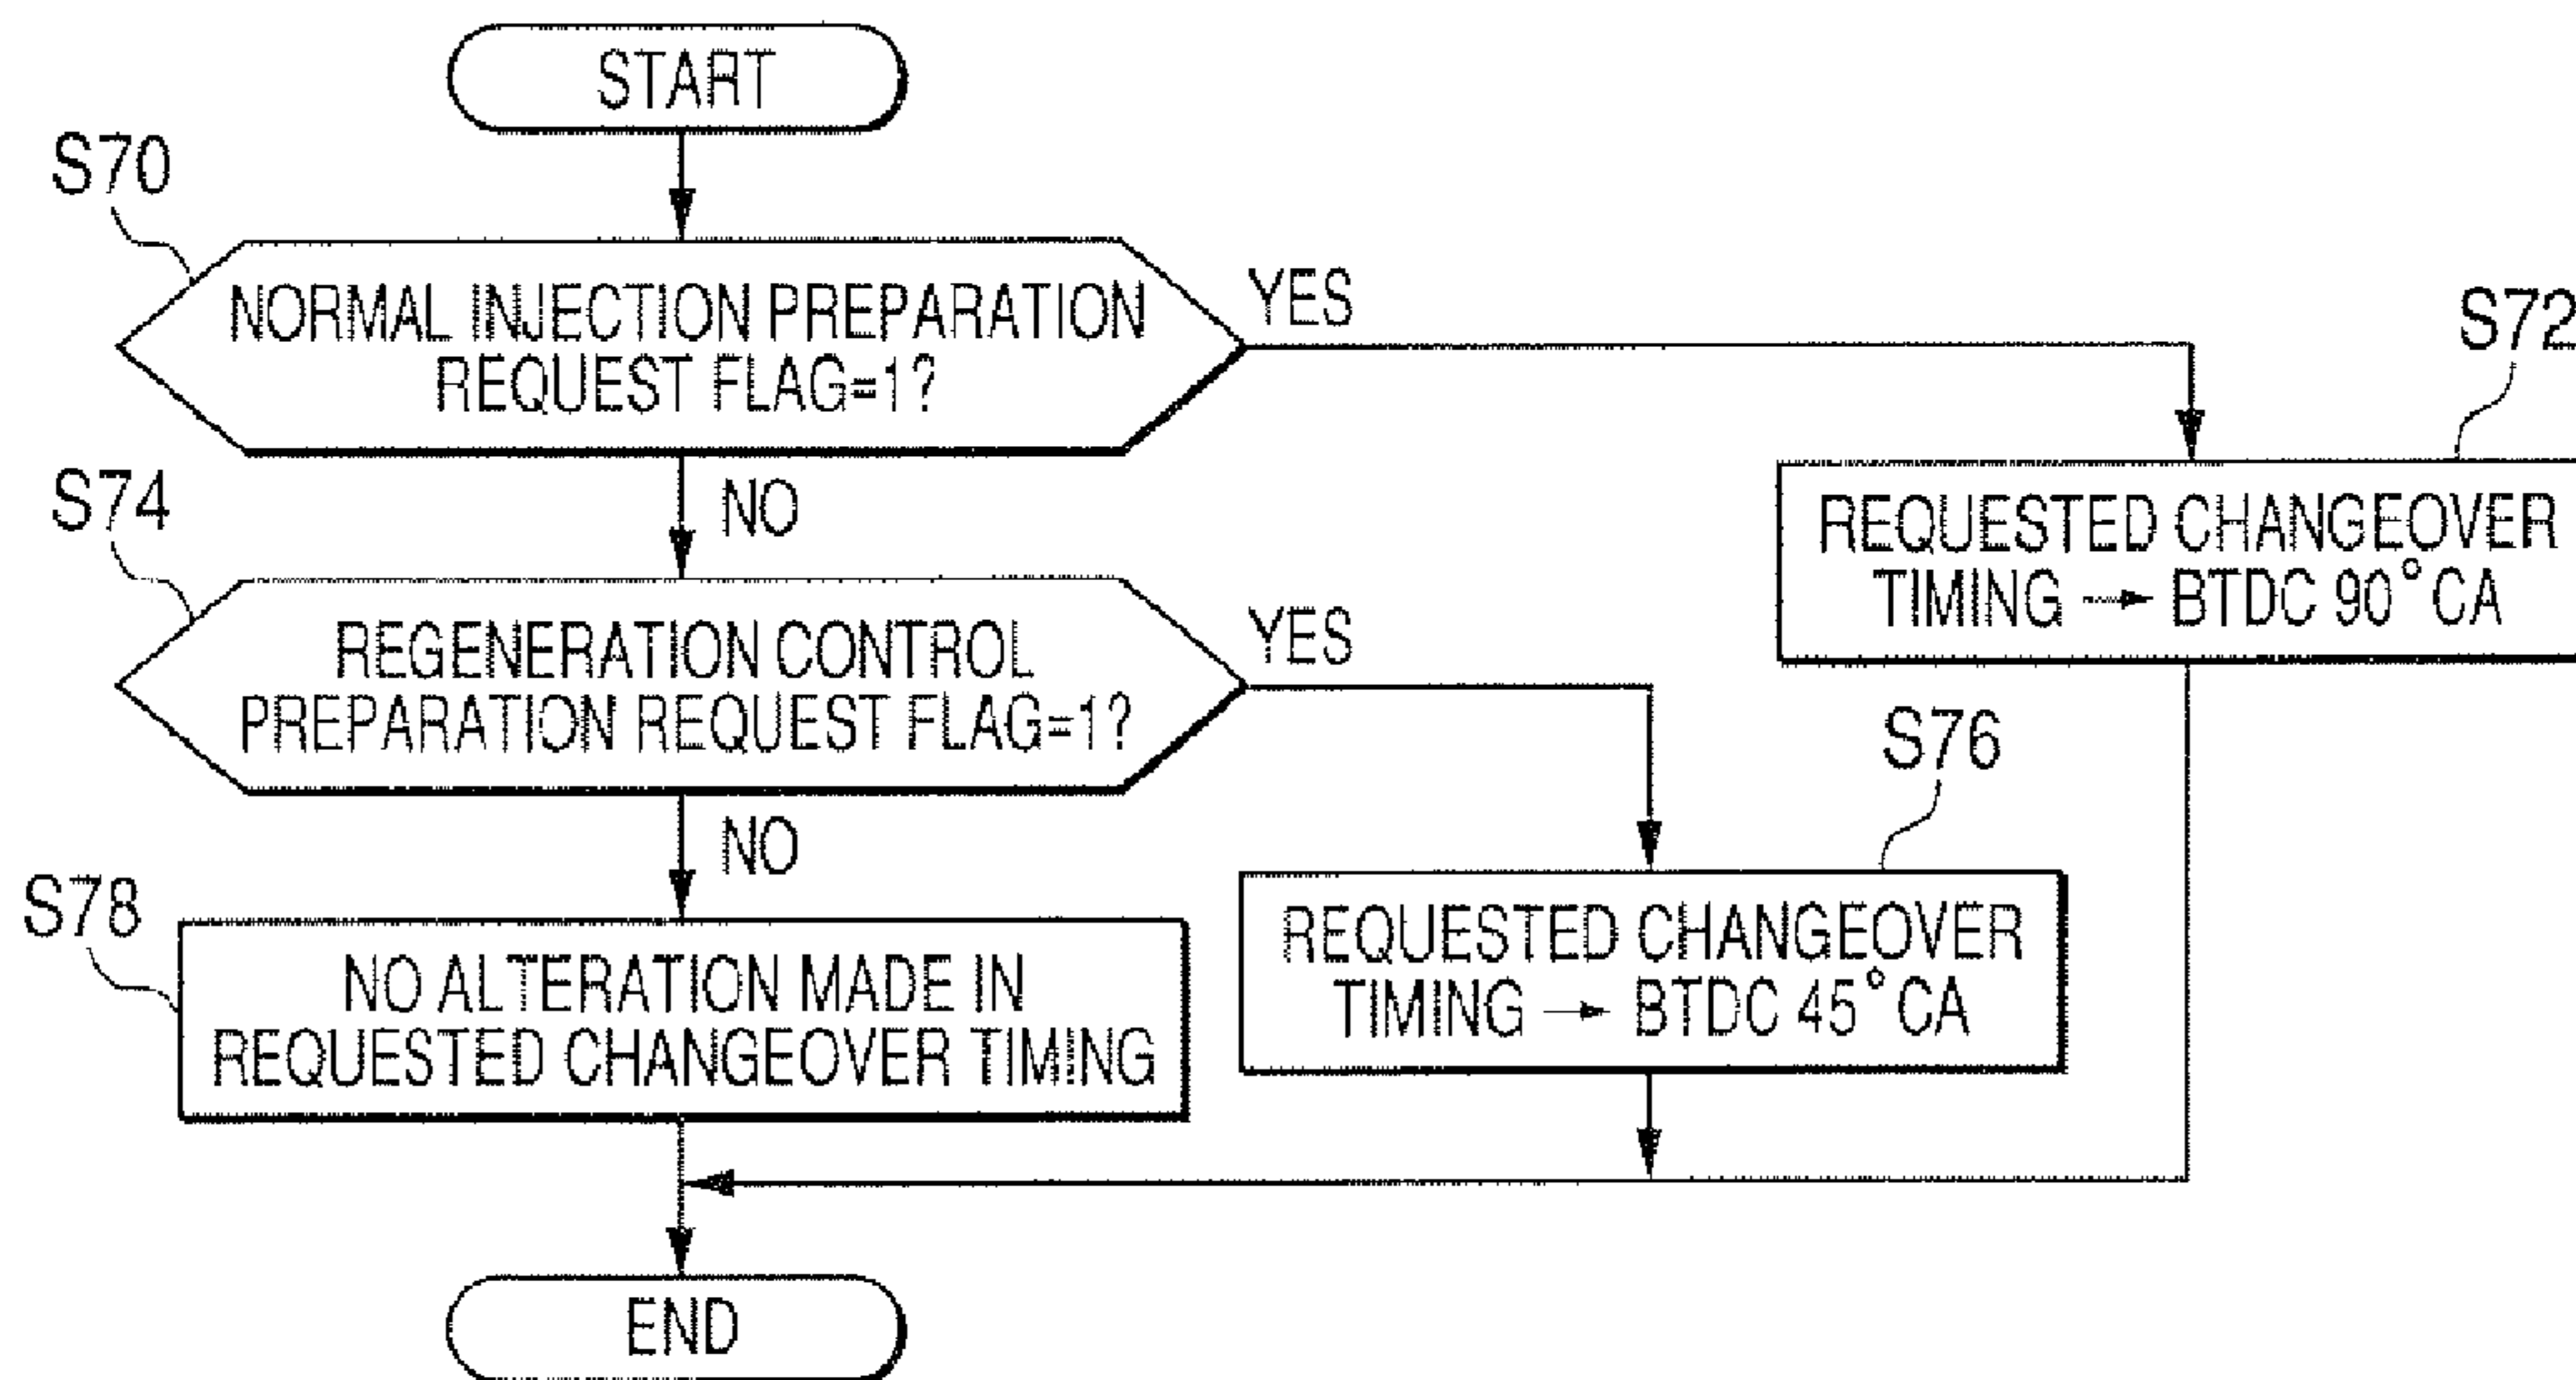 START
S70
NORMAL INJECTION PREPARATION
REQUEST FLAG=1?
YES
S72
REQUESTED CHANGEOVER
TIMING → BTDC 90°CA
NO
S74
REGENERATION CONTROL
PREPARATION REQUEST FLAG=1?
YES
S76
REQUESTED CHANGEOVER
TIMING → BTDC 45°CA
NO
S78
NO ALTERATION MADE IN
REQUESTED CHANGEOVER TIMING
END